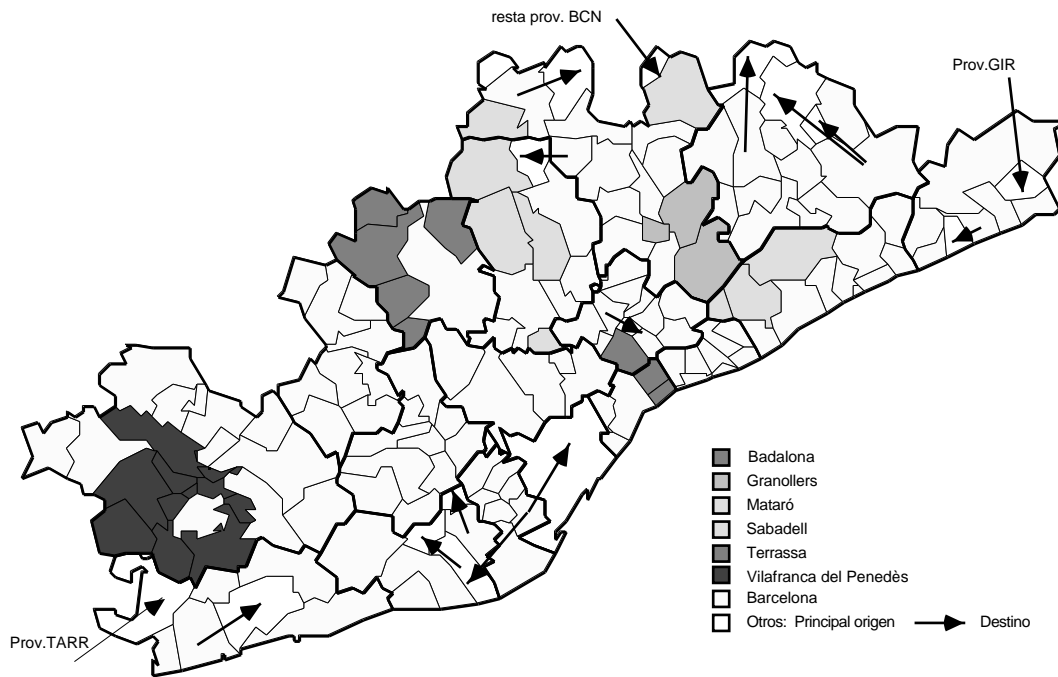 resta prov. BCN
Prov.GIR
Badalona
Granollers
Mataró
Sabadell
Terrassa
Vilafranca del Penedès
Barcelona
Otros: Principal origen Destino
Prov.TARR